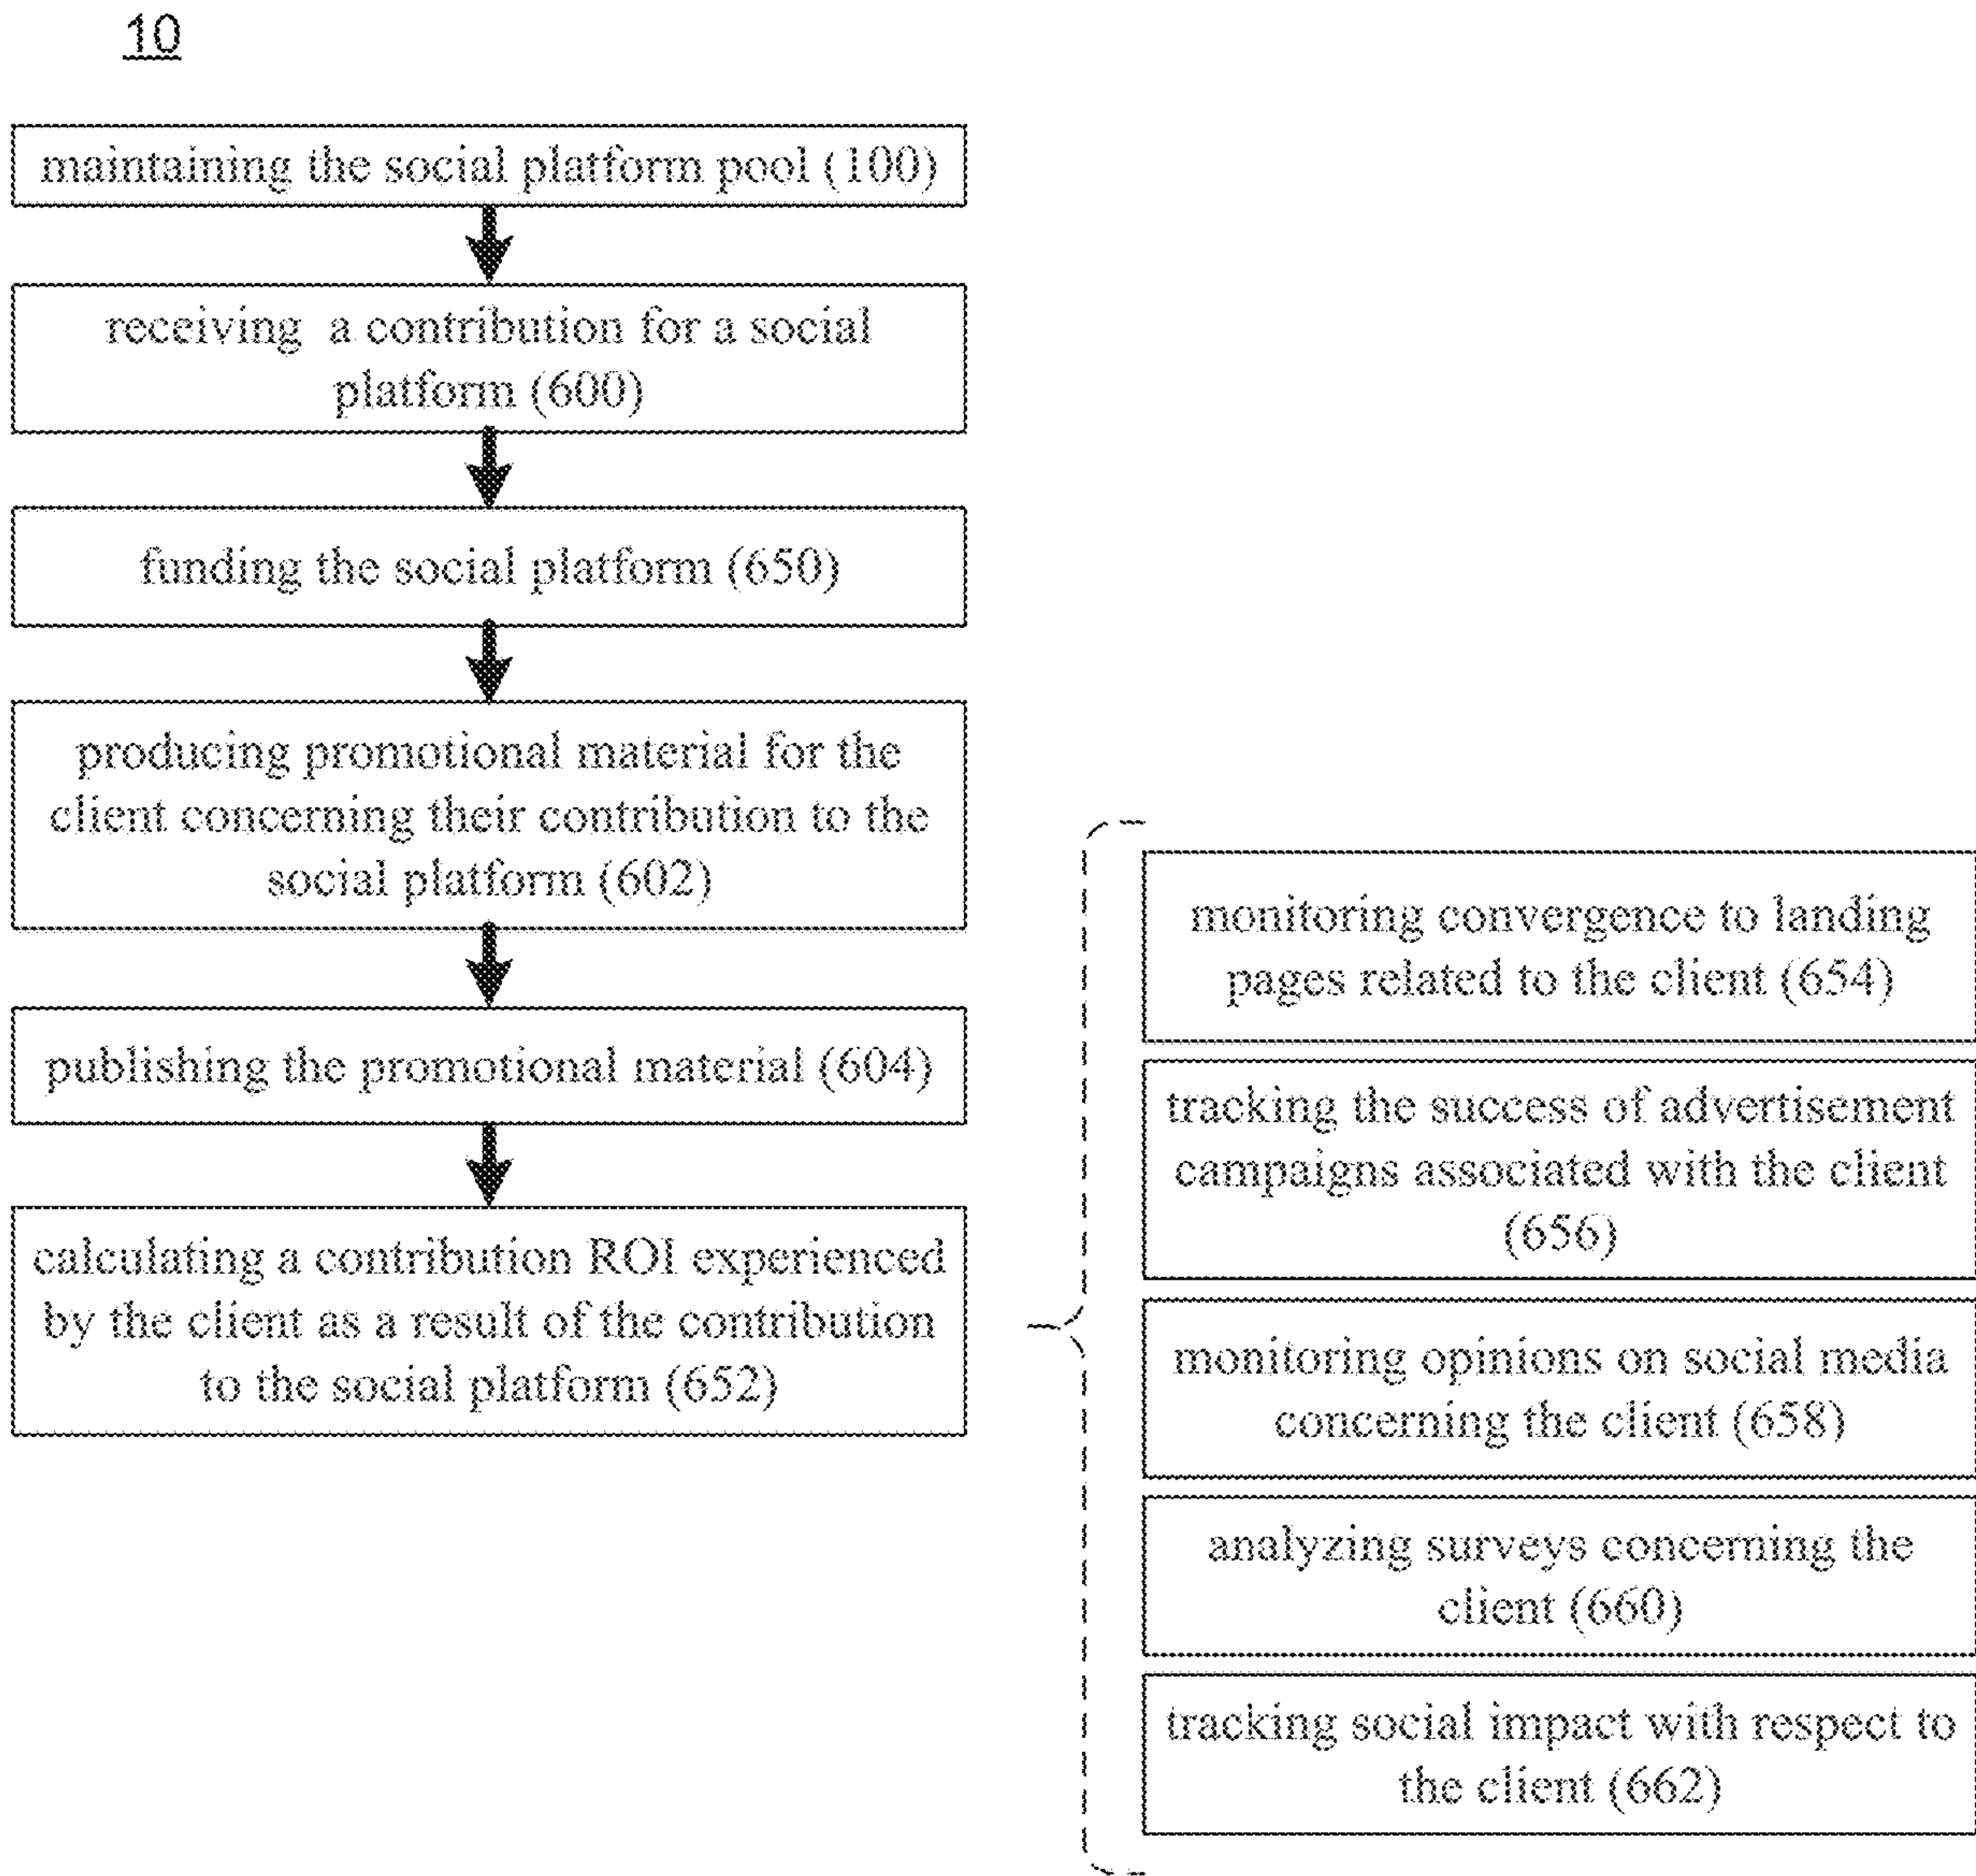 10
maintaining the social platform pool (100)
receiving a contribution for a social
platform (600)
funding the social platform (650)
producing promotional material for the
client concerning their contribution to the
social platform (602)
publishing the promotional material (604)
calculating a contribution ROI experienced
by the client as a result of the contribution
to the social platform (652)
monitoring convergence to landing
pages related to the client (654)
tracking the success of advertisement
campaigns associated with the client
(656)
monitoring opinions on social media
concerning the client (658)
analyzing surveys concerning the
client (660)
tracking social impact with respect to
the client (662)